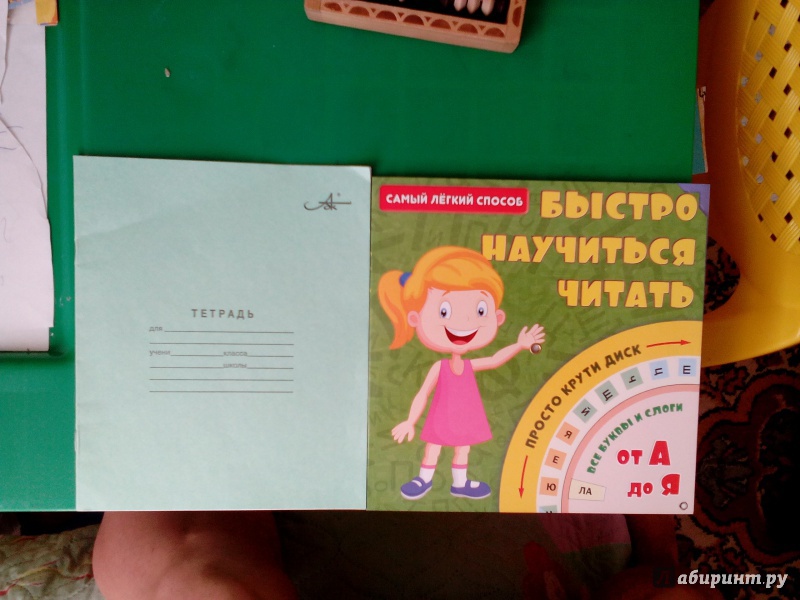 ТЕТРАДЬ
для
учени класса
школы
САМЫЙ ЛЁГКИЙ СПОСОБ
БЫСТРО
НАУЧИТЬСЯ
ЧИТАТЬ
ПРОСТО КРУТИ ДИСК
ВСЕ БУКВЫ И СЛОГИ
от А
до Я
ЛА
Ю
Е
Я
абиринт.ру